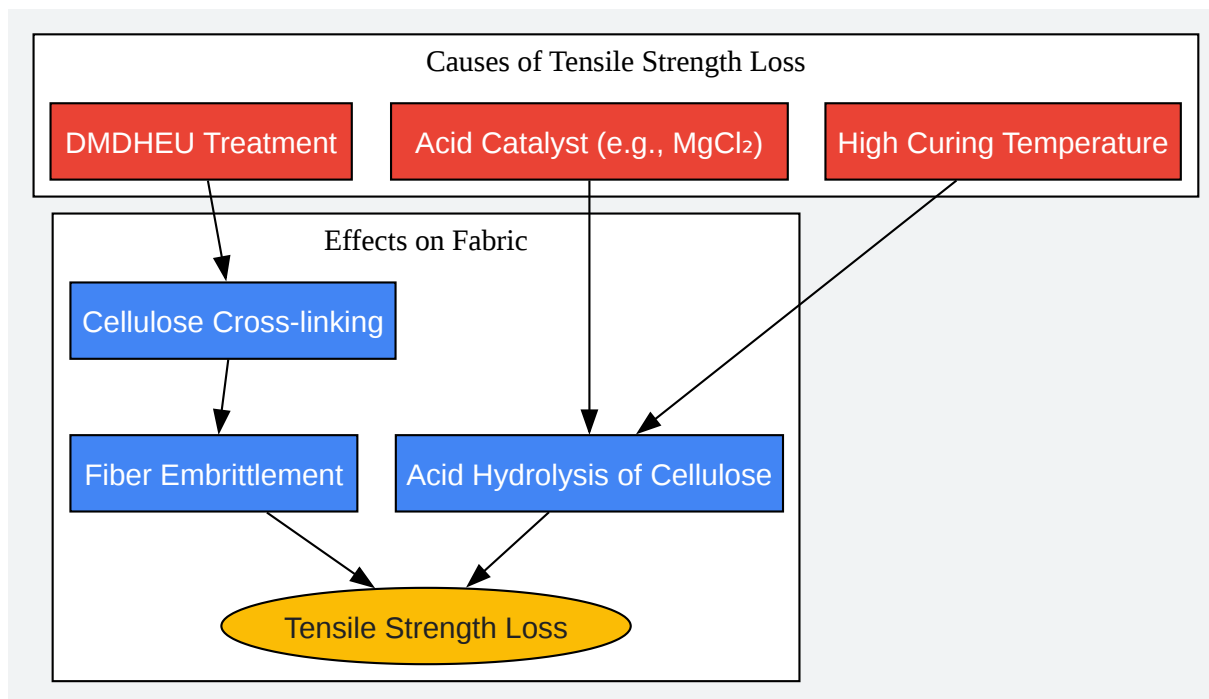 Causes of Tensile Strength Loss
DMDHEU Treatment
Acid Catalyst (e.g., MgCl₂)
High Curing Temperature
Effects on Fabric
Cellulose Cross-linking
Fiber Embrittlement
Acid Hydrolysis of Cellulose
Tensile Strength Loss